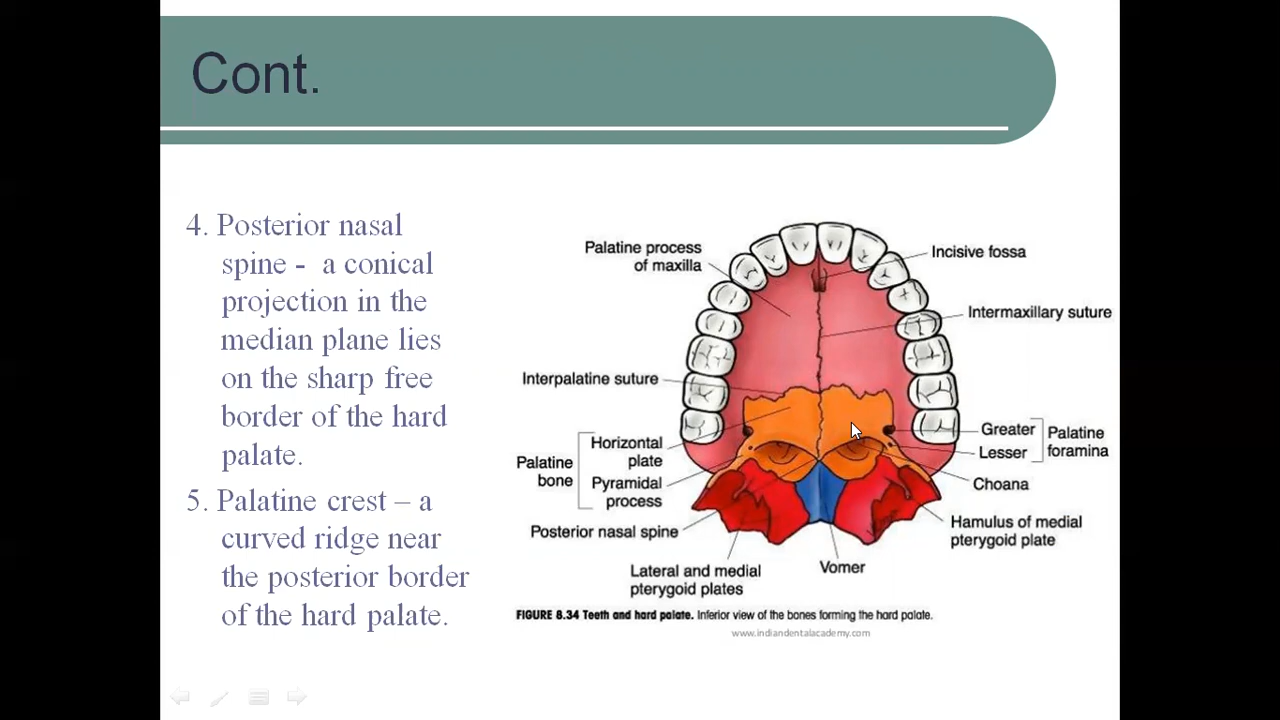 Cont.
4. Posterior nasal
spine - a conical
projection in the
median plane lies
on the sharp free
border of the hard
palate.
5. Palatine crest – a
curved ridge near
the posterior border
of the hard palate.
Palatine process
of maxilla
Incisive fossa
Intermaxillary suture
Interpalatine suture
Palatine
bone
Horizontal
plate
Pyramidal
process
Greater
Lesser
Palatine
foramina
Choana
Posterior nasal spine
Hamulus of medial
pterygoid plate
Lateral and medial
pterygoid plates
Vomer
FIGURE 8.34 Teeth and hard palate. Inferior view of the bones forming the hard palate.
www.indiandentalacademy.com